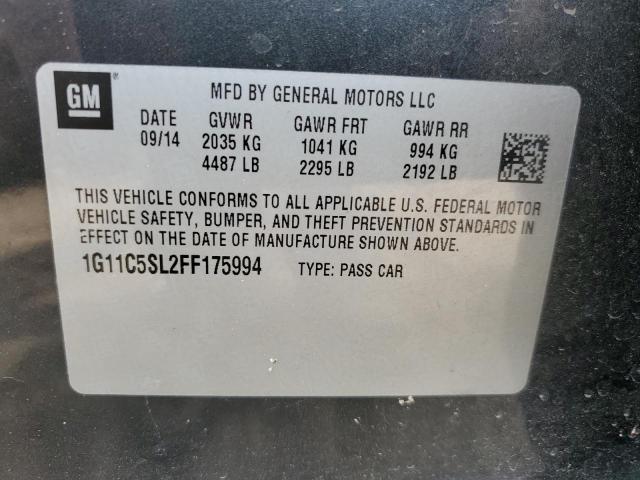 GM
MFD BY GENERAL MOTORS LLC
DATE GVWR GAWR FRT GAWR RR
09/14 2035 KG 1041 KG 994 KG
4487 LB 2295 LB 2192 LB
THIS VEHICLE CONFORMS TO ALL APPLICABLE U.S. FEDERAL MOTOR
VEHICLE SAFETY, BUMPER, AND THEFT PREVENTION STANDARDS IN
EFFECT ON THE DATE OF MANUFACTURE SHOWN ABOVE.
1G11C5SL2FF175994 TYPE: PASS CAR